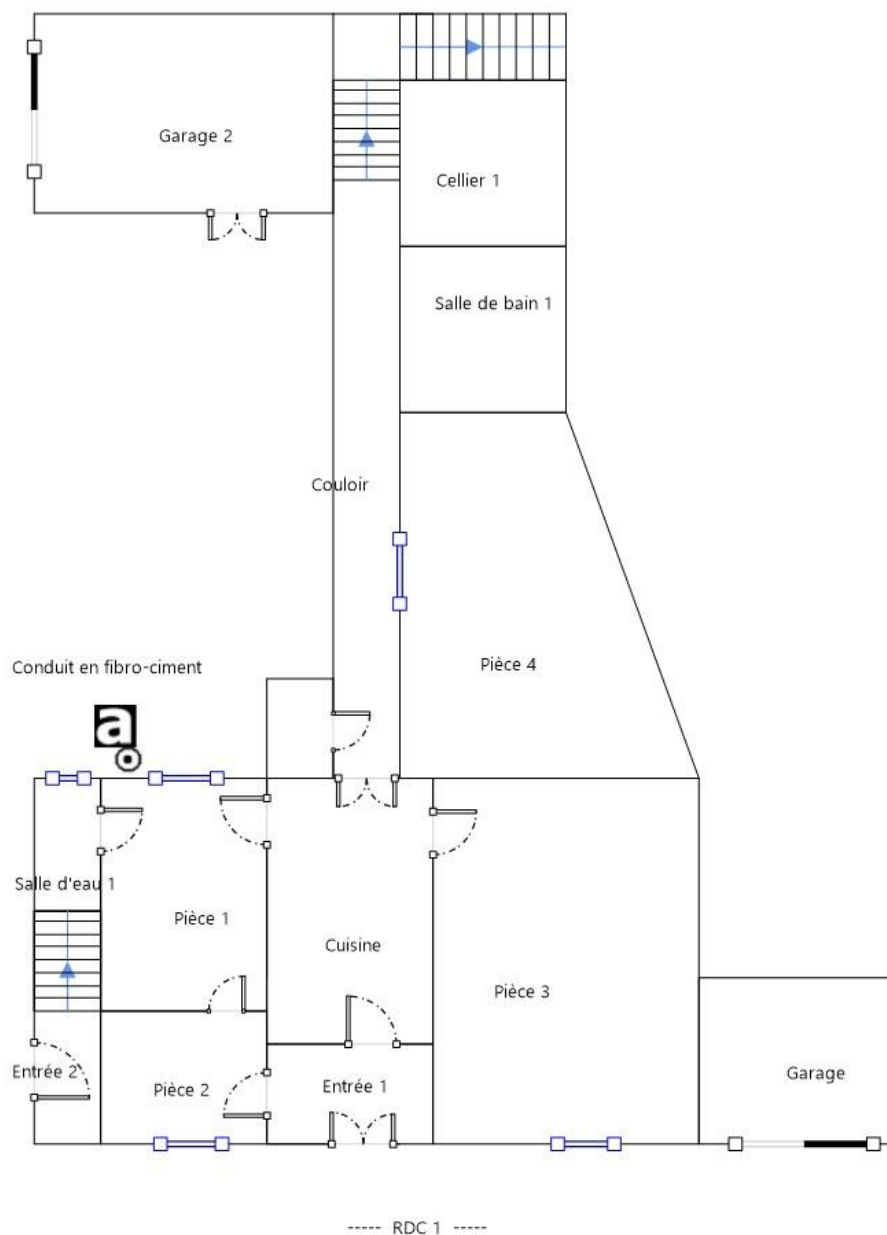 Garage 2
Cellier 1
Salle de bain 1
Couloir
Pièce 4
Conduit en fibro-ciment
a
Salle d'eau 1
Pièce 1
Cuisine
Pièce 3
Entrée 2
Pièce 2
Entrée 1
Garage
----- RDC 1 -----